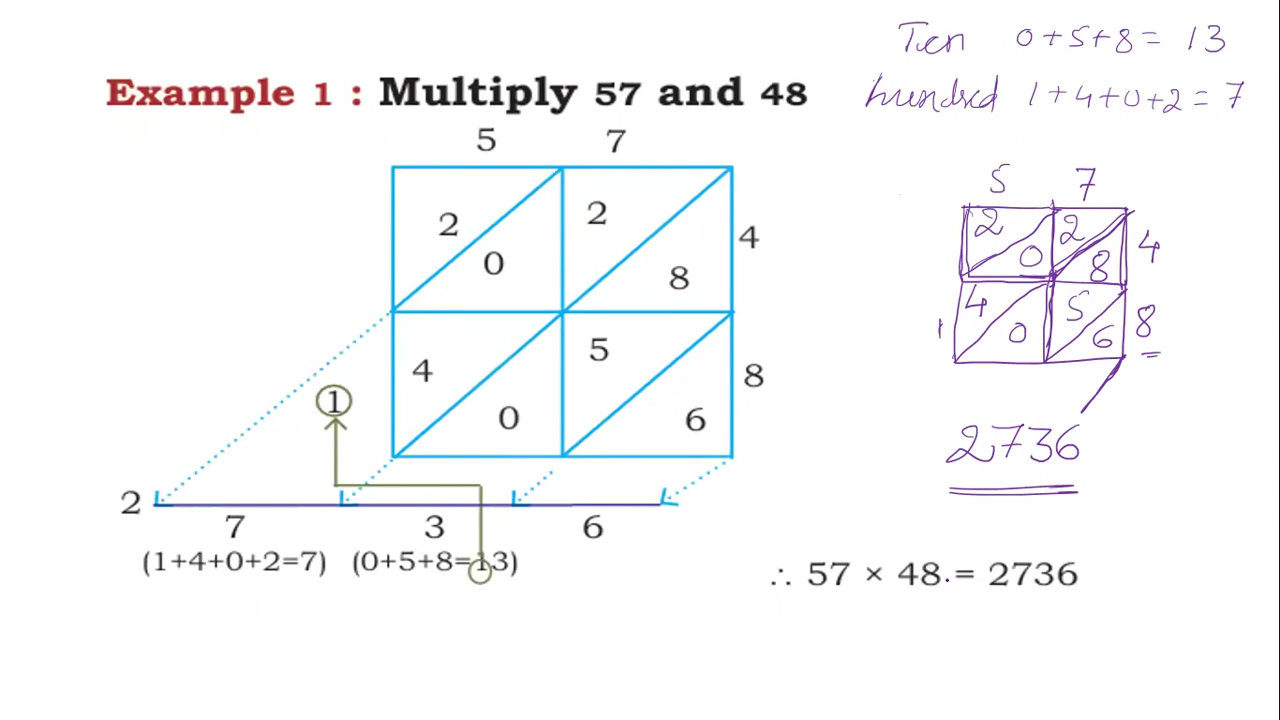 Ten 0+5+8= 13
Example 1 : Multiply 57 and 48
hundred 1+4+0+2=7
5 7
2 0 2 8 4
4 0 5 6 8
1
2 7 3 6
(1+4+0+2=7) (0+5+8=13)
5 7
2 0 2 8 4
1 4 0 5 6 8
2736
∴ 57 × 48 = 2736